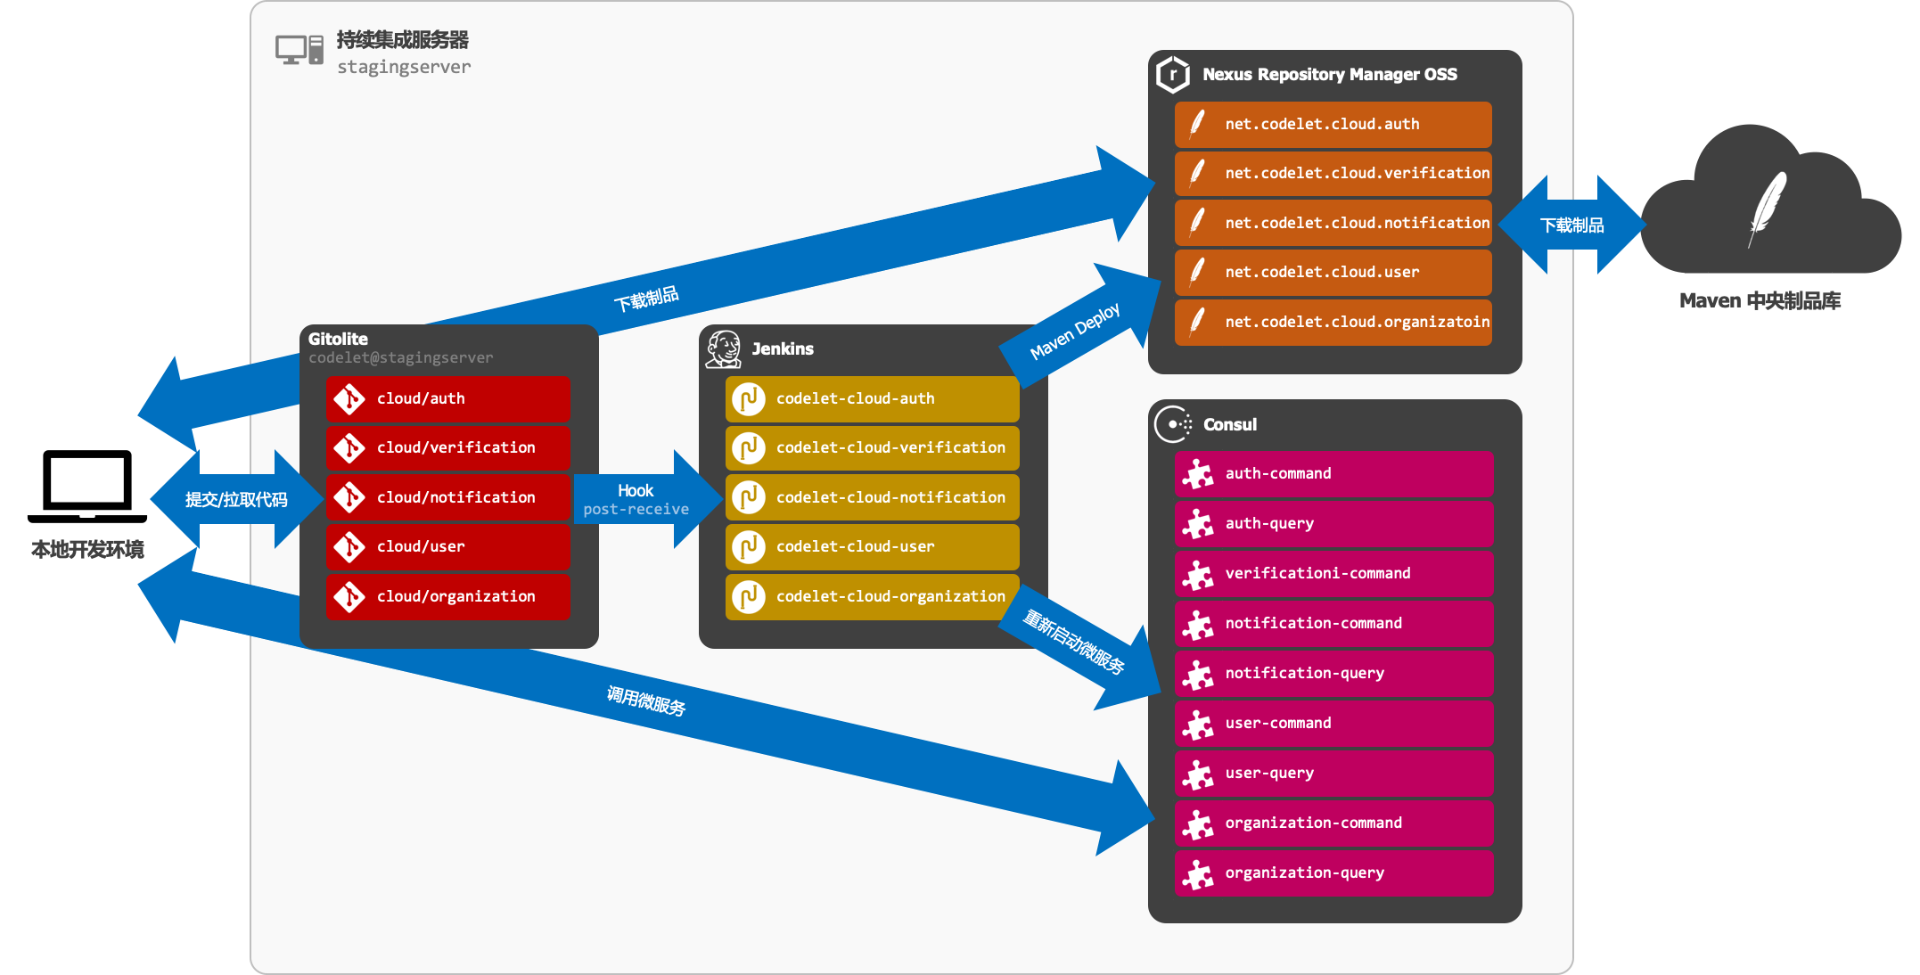 持续集成服务器
stagingserver
Nexus Repository Manager OSS
net.codelet.cloud.auth
net.codelet.cloud.verification
net.codelet.cloud.notification
net.codelet.cloud.user
net.codelet.cloud.organizatoin
下载制品
Maven 中央制品库
下载制品
Maven Deploy
Gitolite
codelet@stagingserver
cloud/auth
cloud/verification
cloud/notification
cloud/user
cloud/organization
Jenkins
codelet-cloud-auth
codelet-cloud-verification
codelet-cloud-notification
codelet-cloud-user
codelet-cloud-organization
提交/拉取代码
Hook
post-receive
本地开发环境
重新启动微服务
调用微服务
Consul
auth-command
auth-query
verificationi-command
notification-command
notification-query
user-command
user-query
organization-command
organization-query